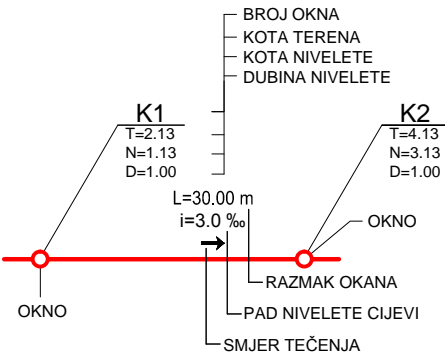 BROJ OKNA
KOTA TERENA
KOTA NIVELETE
DUBINA NIVELETE
K1
T=2.13
N=1.13
D=1.00
K2
T=4.13
N=3.13
D=1.00
L=30.00 m
i=3.0 ‰
OKNO
RAZMAK OKANA
OKNO
PAD NIVELETE CIJEVI
SMJER TEČENJA